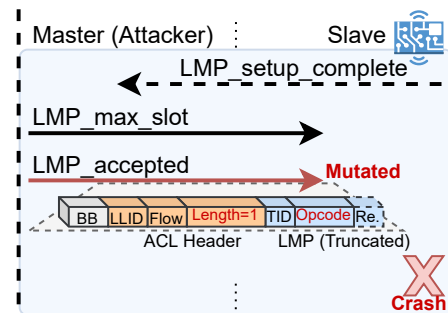 Master (Attacker) Slave
LMP_setup_complete
LMP_max_slot
LMP_accepted
Mutated
BB LLID Flow Length=1 TID Opcode Re.
ACL Header LMP (Truncated)
Crash